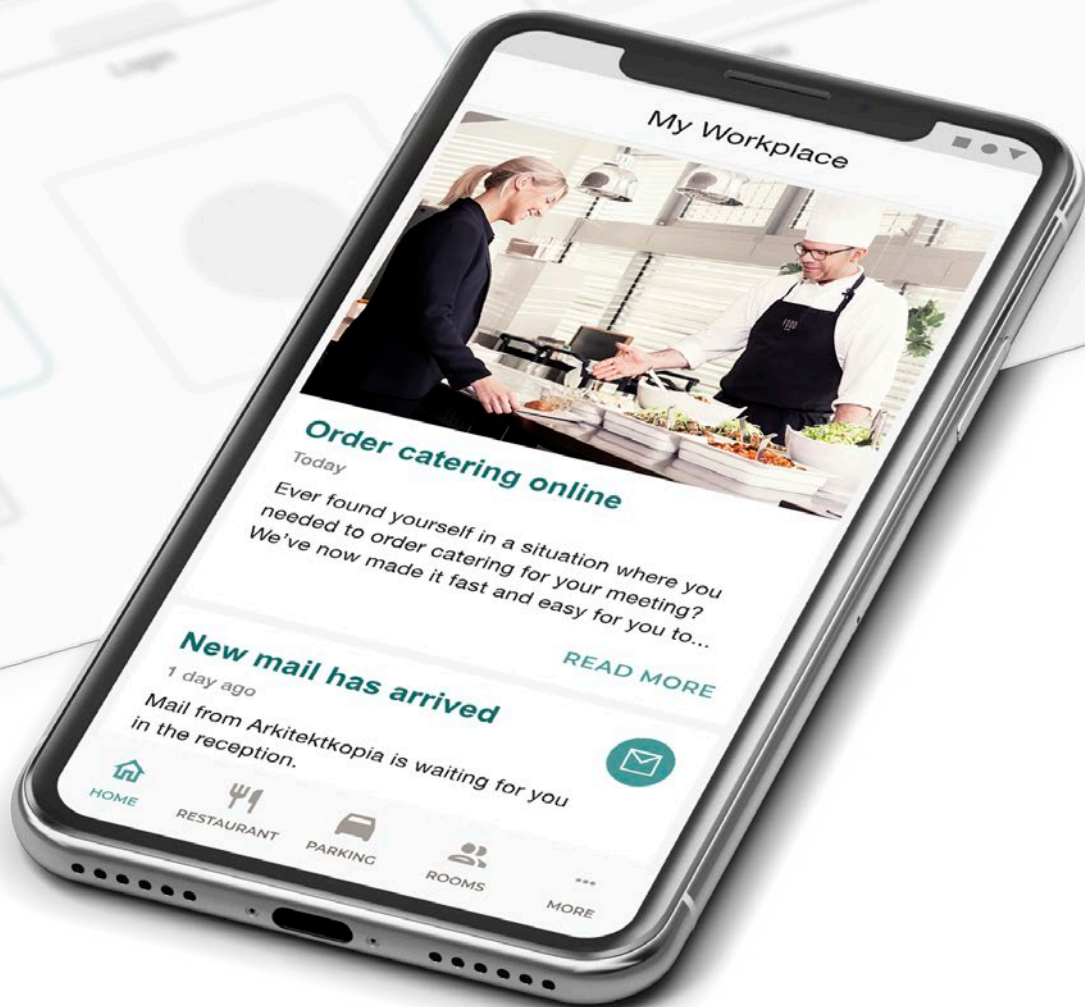 Login
My Workplace
FOOD
Order catering online
Today
Ever found yourself in a situation where you
needed to order catering for your meeting?
We've now made it fast and easy for you to...
READ MORE
New mail has arrived
1 day ago
Mail from Arkitektkopia is waiting for you
in the reception.
HOME
RESTAURANT
PARKING
ROOMS
MORE